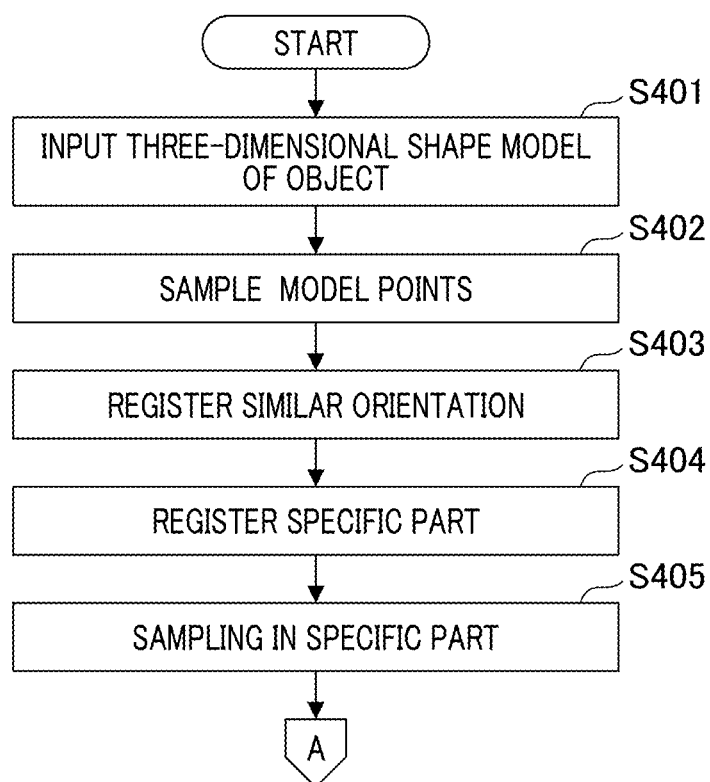 START
S401
INPUT THREE-DIMENSIONAL SHAPE MODEL
OF OBJECT
S402
SAMPLE MODEL POINTS
S403
REGISTER SIMILAR ORIENTATION
S404
REGISTER SPECIFIC PART
S405
SAMPLING IN SPECIFIC PART
A